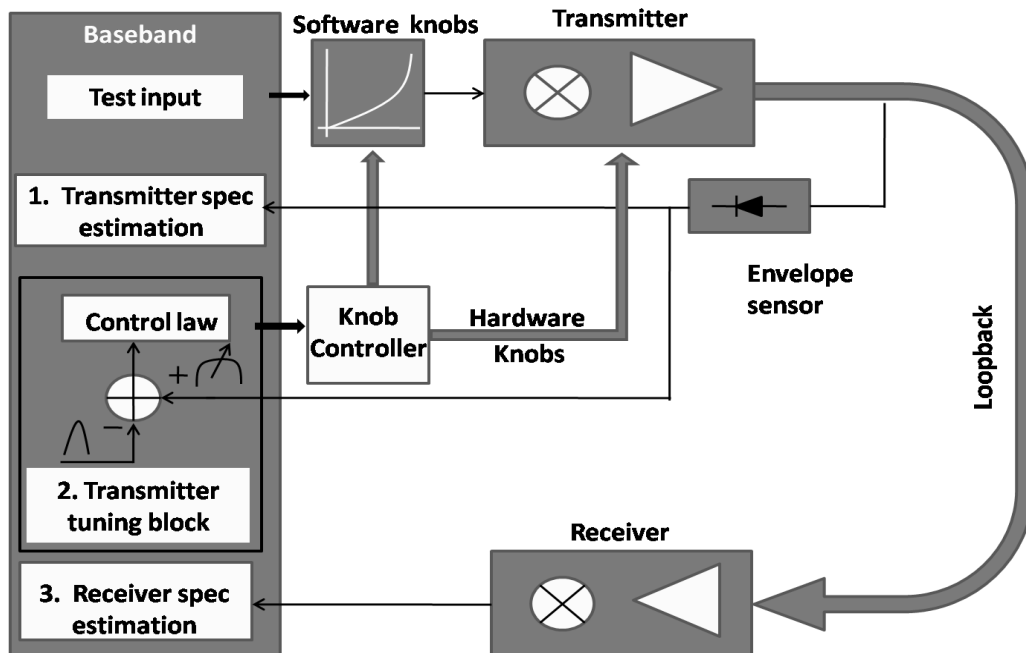 Baseband
Software knobs
Transmitter
Test input
1. Transmitter spec
estimation
Envelope
sensor
Control law
Knob
Controller
Hardware
Knobs
+
−
Loopback
2. Transmitter
tuning block
Receiver
3. Receiver spec
estimation